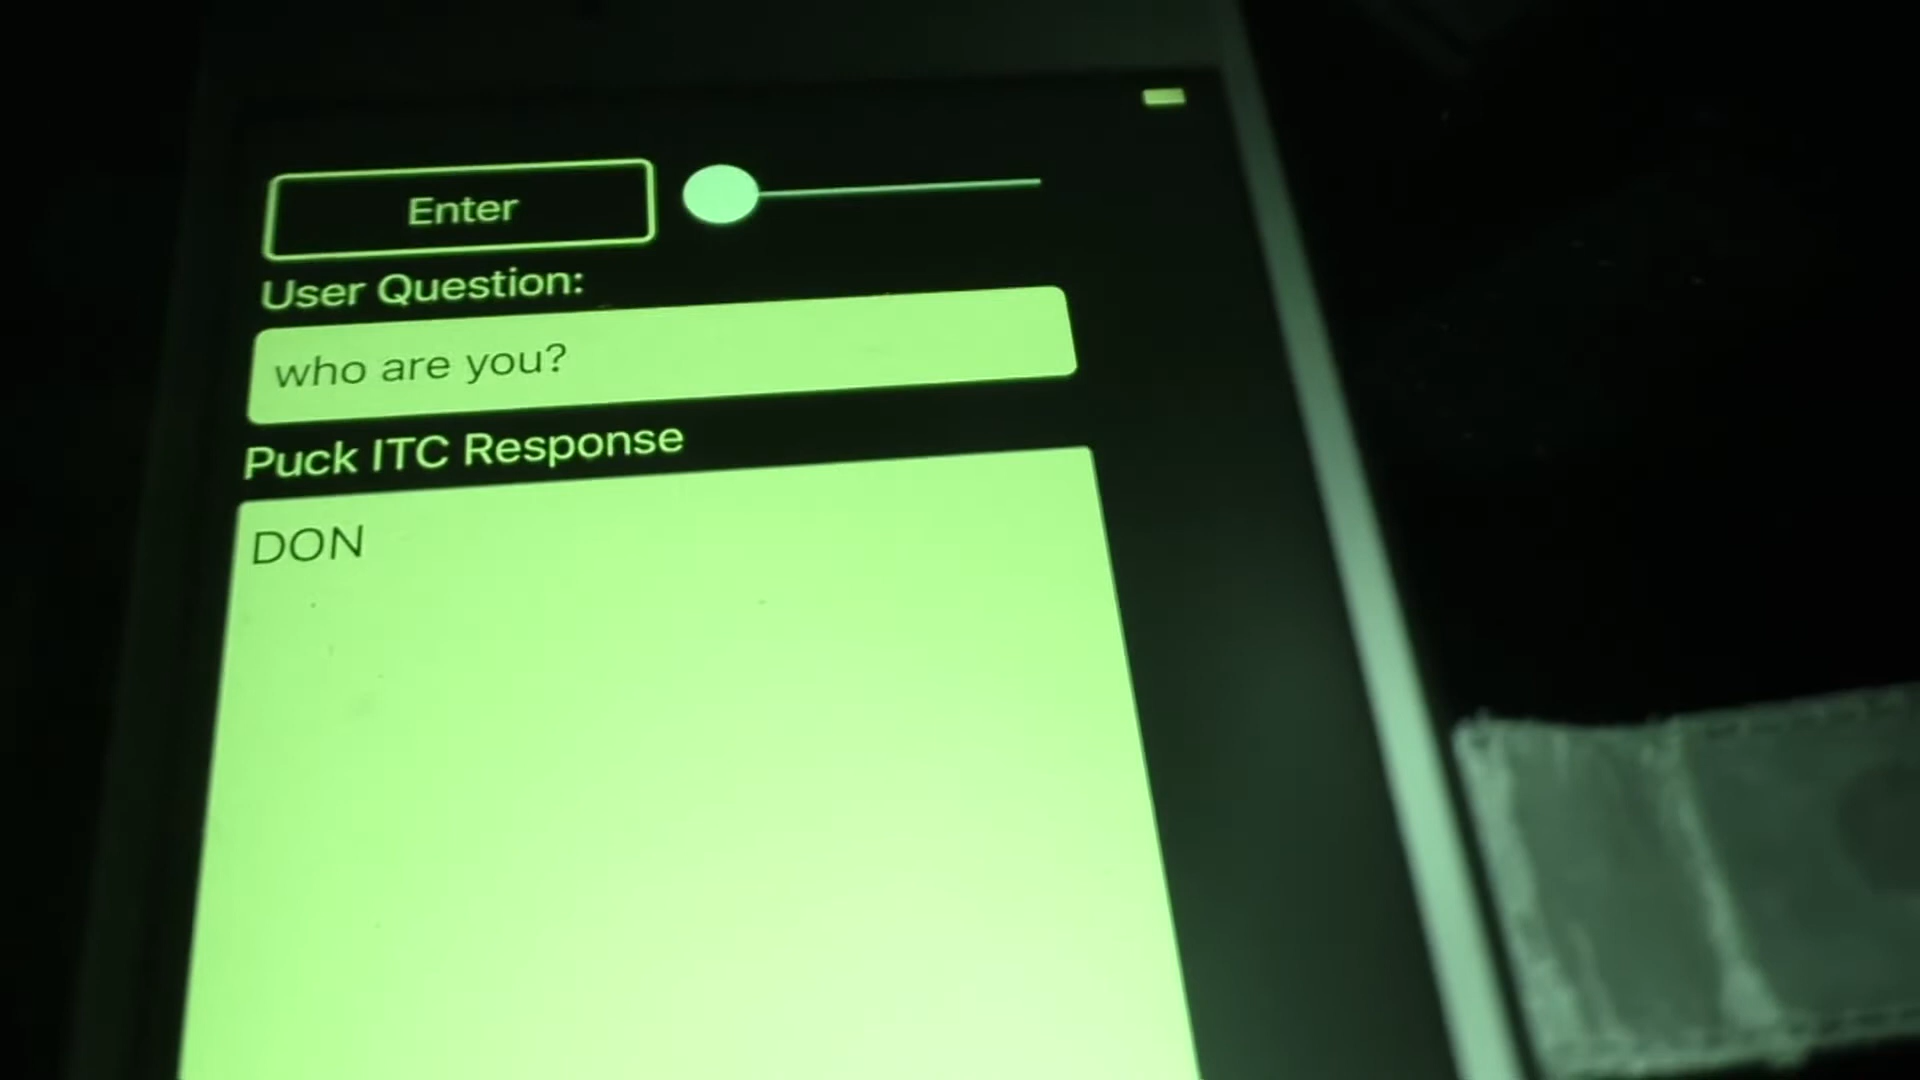 Enter
User Question:
who are you?
Puck ITC Response
DON